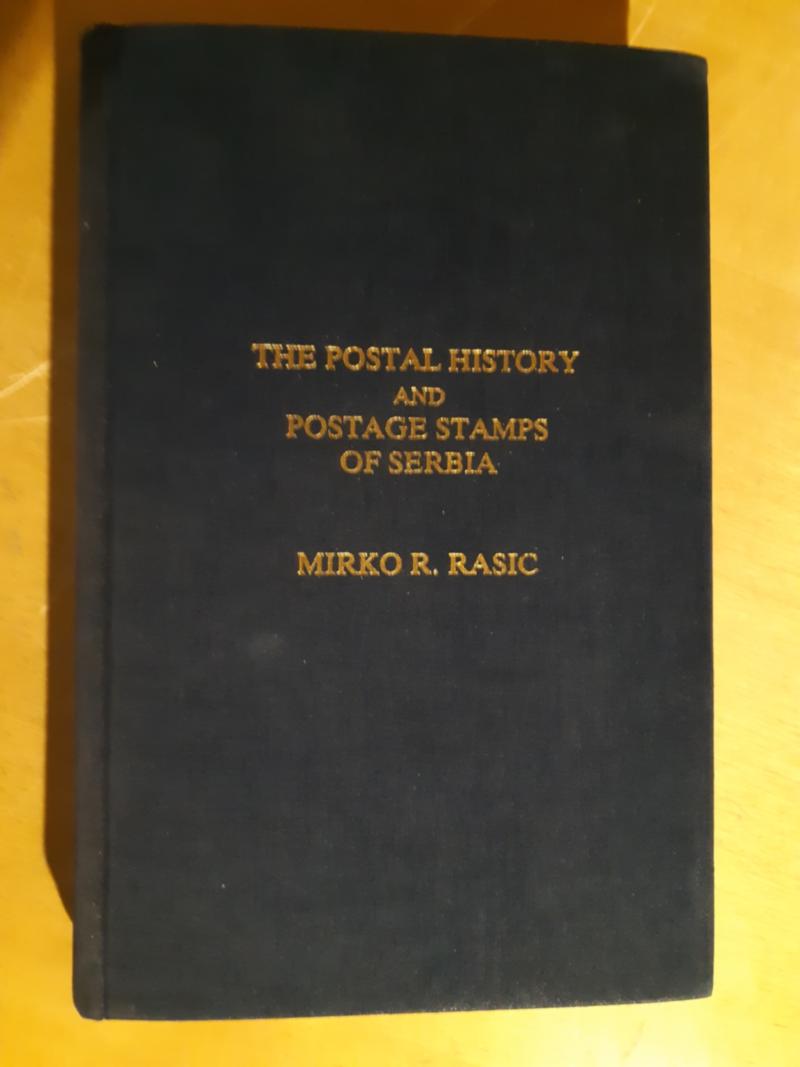 THE POSTAL HISTORY
AND
POSTAGE STAMPS
OF SERBIA
MIRKO R. RASIC